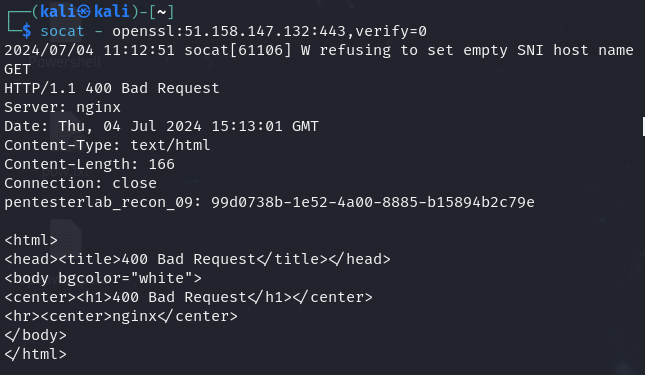 ┌──(kali㉿kali)-[~]
└─$ socat - openssl:51.158.147.132:443,verify=0
2024/07/04 11:12:51 socat[61106] W refusing to set empty SNI host name
GET
HTTP/1.1 400 Bad Request
Server: nginx
Date: Thu, 04 Jul 2024 15:13:01 GMT
Content-Type: text/html
Content-Length: 166
Connection: close
pentesterlab_recon_09: 99d0738b-1e52-4a00-8885-b15894b2c79e

<html>
<head><title>400 Bad Request</title></head>
<body bgcolor="white">
<center><h1>400 Bad Request</h1></center>
<hr><center>nginx</center>
</body>
</html>